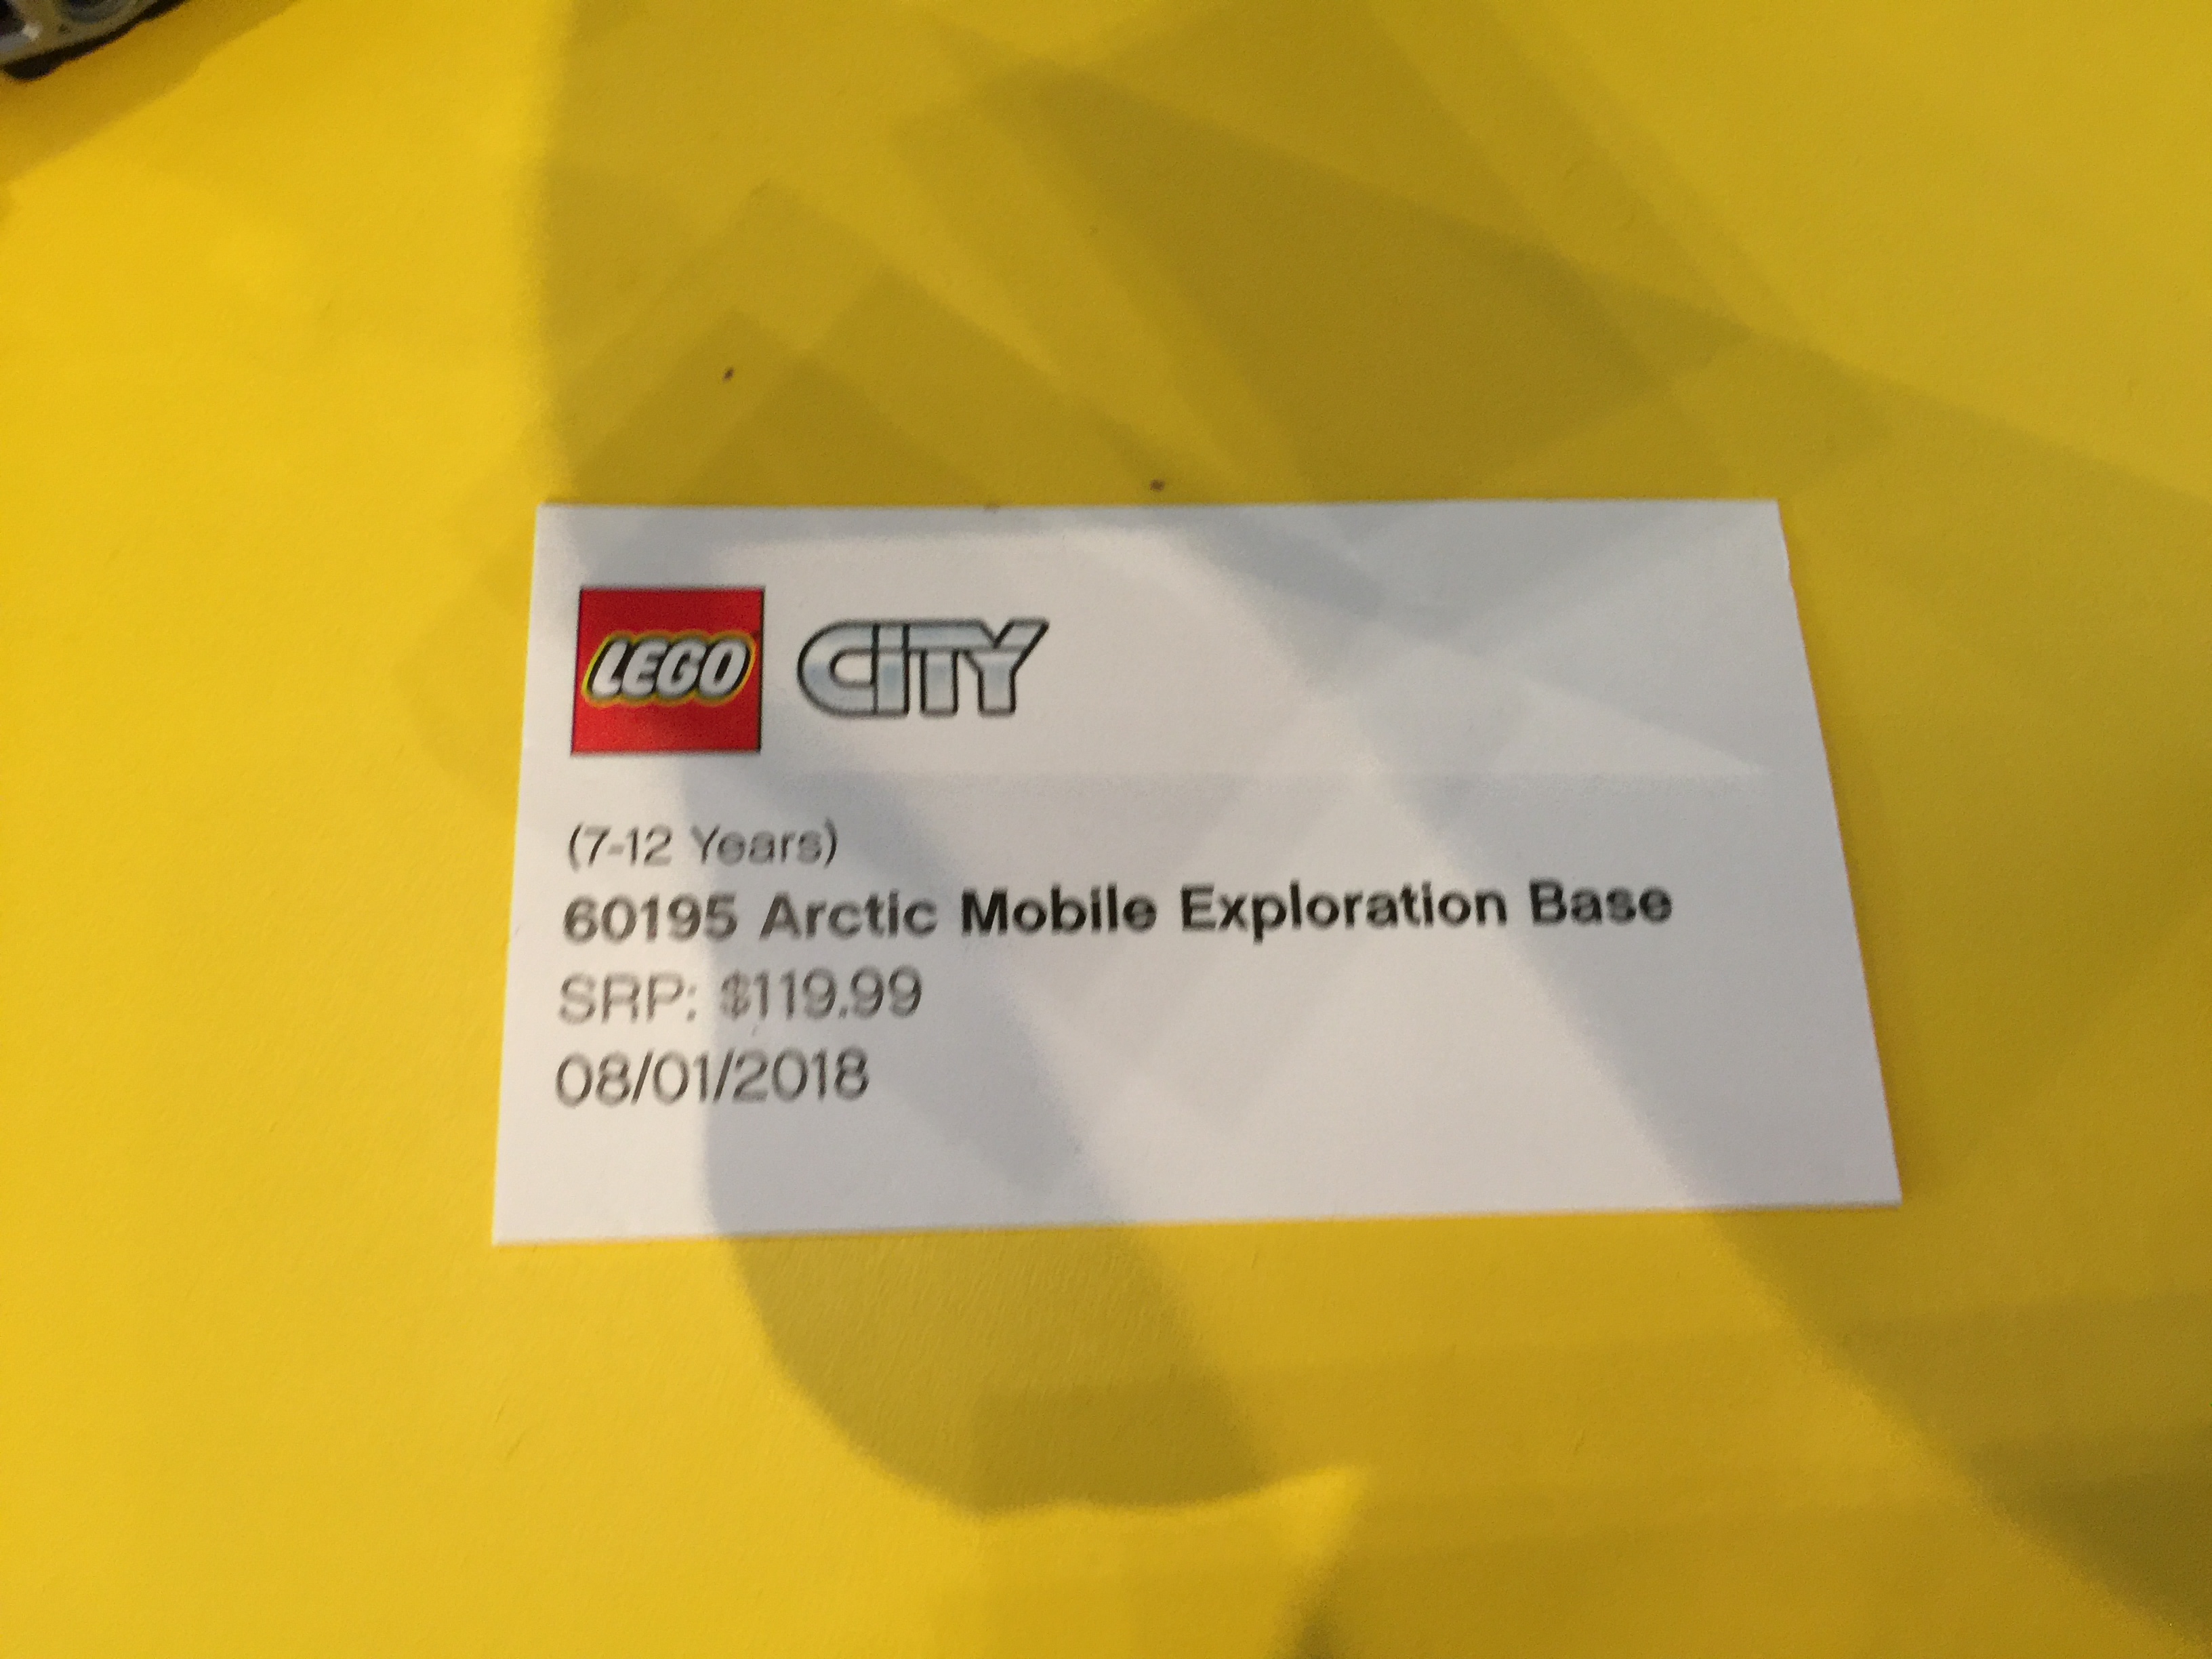 LEGO CITY
(7-12 Years)
60195 Arctic Mobile Exploration Base
SRP: $119.99
08/01/2018